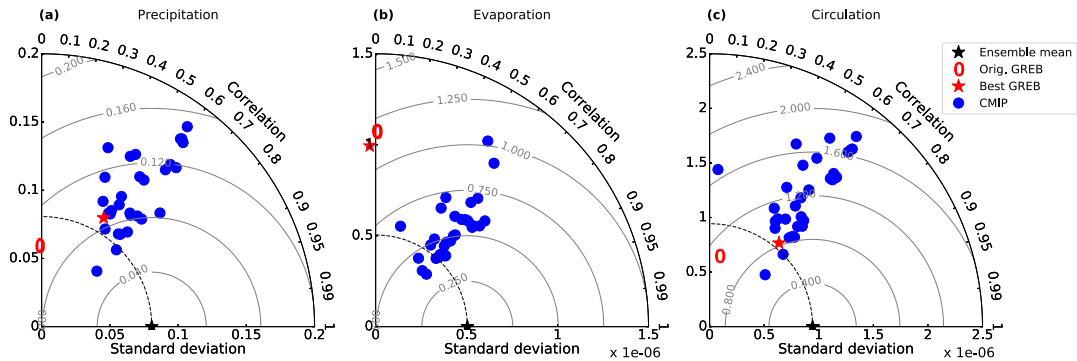 (a) Precipitation
0 0.1 0.2 0.3 0.4 0.5 0.6 0.7 0.8 0.9 0.95 0.99 1
Correlation
0.2
0.15
0.1
0.05
0
0.200
0.160
0.120
0.040
0 0.05 0.1 0.15 0.2
Standard deviation
(b) Evaporation
0 0.1 0.2 0.3 0.4 0.5 0.6 0.7 0.8 0.9 0.95 0.99 1
Correlation
1.5
1
0.5
0
1.500
1.250
1.000
0.750
0.250
0 0.5 1 1.5
Standard deviation
x 1e-06
(c) Circulation
0 0.1 0.2 0.3 0.4 0.5 0.6 0.7 0.8 0.9 0.95 0.99 1
Correlation
2.5
2
1.5
1
0.5
0
2.400
2.000
1.600
0.800
0.400
0 0.5 1 1.5 2 2.5
Standard deviation
x 1e-06
Ensemble mean
0 Orig. GREB
Best GREB
CMIP